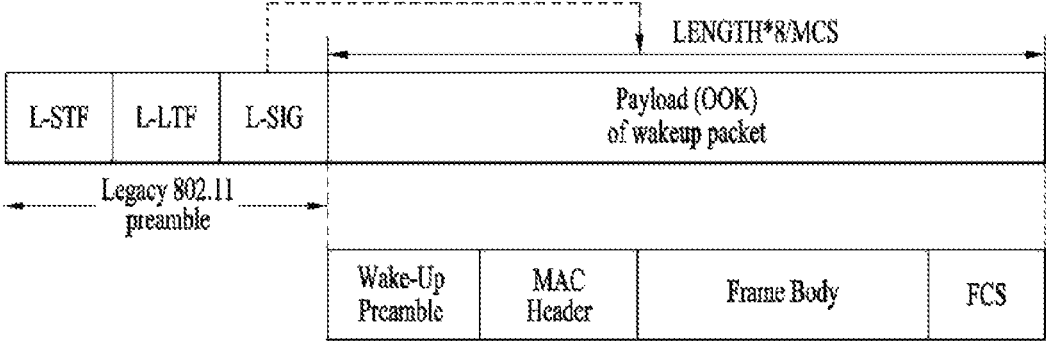 LENGTH*8/MCS
L-STF
L-LTF
L-SIG
Payload (OOK)
of wakeup packet
Legacy 802.11
preamble
Wake-Up
Preamble
MAC
Header
Frame Body
FCS